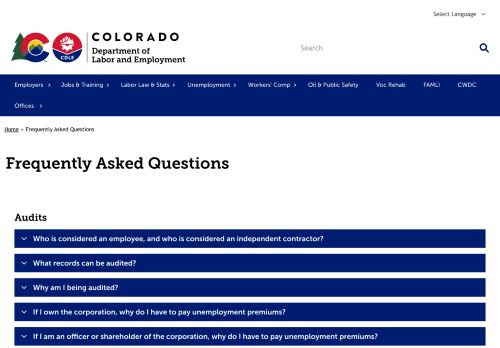 Select Language
COLORADO
Department of
Labor and Employment
CDLE
Search
Employers
Jobs & Training
Labor Law & Stats
Unemployment
Workers' Comp
Oil & Public Safety
Voc Rehab
FAMLI
CWDC
Offices
Home › Frequently Asked Questions
Frequently Asked Questions
Audits
Who is considered an employee, and who is considered an independent contractor?
What records can be audited?
Why am I being audited?
If I own the corporation, why do I have to pay unemployment premiums?
If I am an officer or shareholder of the corporation, why do I have to pay unemployment premiums?